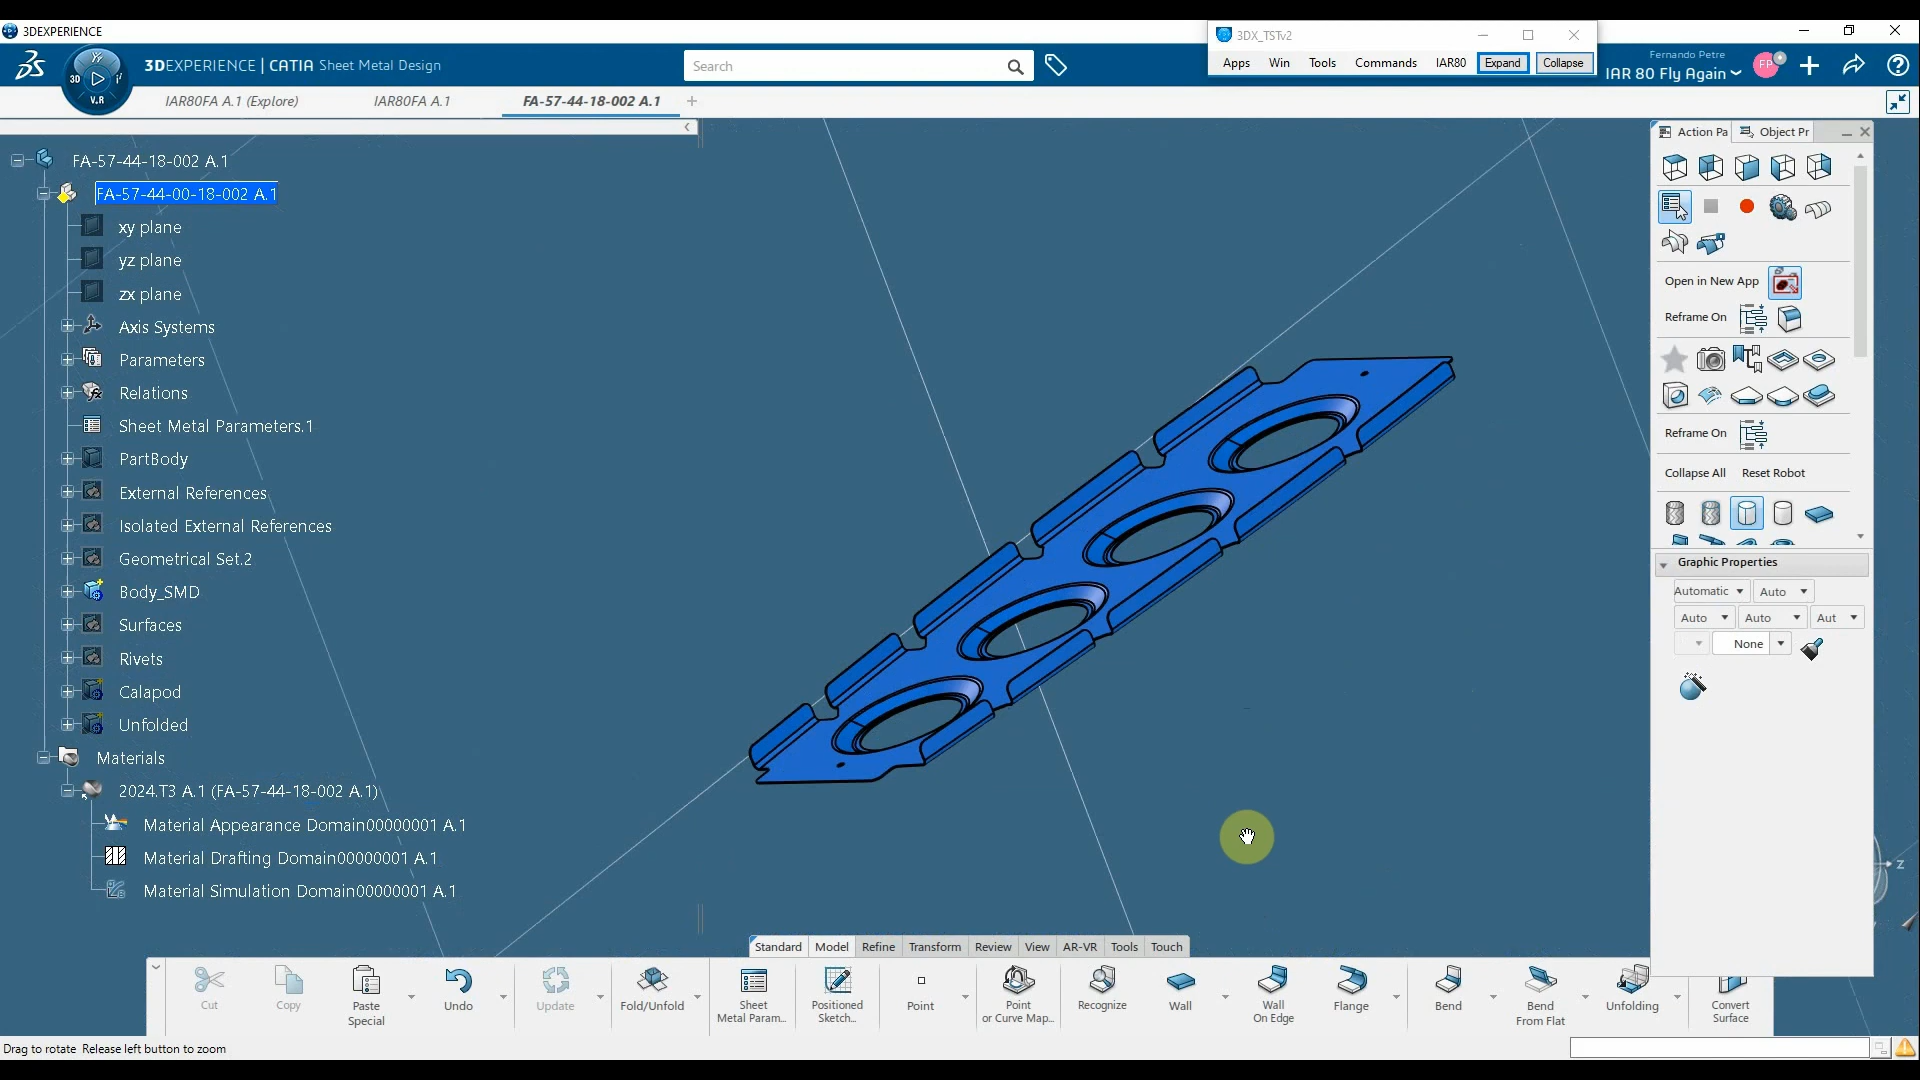 3DEXPERIENCE
3DX_TSTv2
3DEXPERIENCE | CATIA Sheet Metal Design
3D
V.R
Search
Apps Win Tools Commands IAR80 Expand Collapse
Fernando Petre
IAR 80 Fly Again
FP
IAR80FA A.1 (Explore)
IAR80FA A.1
FA-57-44-18-002 A.1
FA-57-44-18-002 A.1
FA-57-44-00-18-002 A.1
xy plane
yz plane
zx plane
Axis Systems
Parameters
Relations
Sheet Metal Parameters.1
PartBody
External References
Isolated External References
Geometrical Set.2
Body_SMD
Surfaces
Rivets
Calapod
Unfolded
Materials
2024.T3 A.1 (FA-57-44-18-002 A.1)
Material Appearance Domain00000001 A.1
Material Drafting Domain00000001 A.1
Material Simulation Domain00000001 A.1
Action Pa
Object Pr
Open in New App
Reframe On
Reframe On
Collapse All Reset Robot
Graphic Properties
Automatic Auto
Auto Auto Aut
None
z
Standard Model Refine Transform Review View AR-VR Tools Touch
Cut
Copy
Paste
Special
Undo
Update
Fold/Unfold
Sheet
Metal Param...
Positioned
Sketch...
Point
Point
or Curve Map...
Recognize
Wall
Wall
On Edge
Flange
Bend
Bend
From Flat
Unfolding
Convert
Surface
Drag to rotate Release left button to zoom